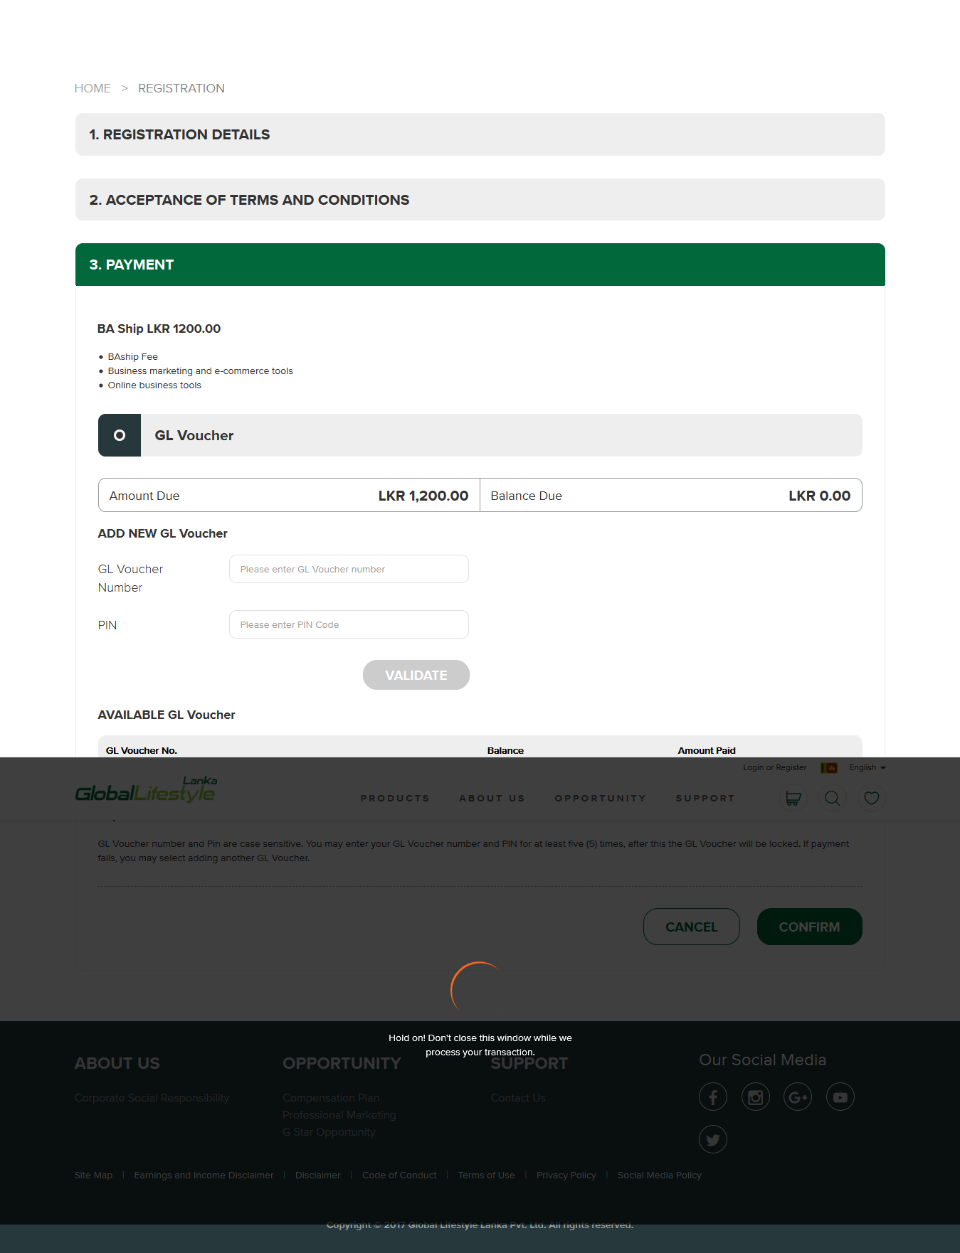 HOME > REGISTRATION
1. REGISTRATION DETAILS
2. ACCEPTANCE OF TERMS AND CONDITIONS
3. PAYMENT
BA Ship LKR 1200.00
• BAship Fee
• Business marketing and e-commerce tools
• Online business tools
GL Voucher
Amount Due LKR 1,200.00 Balance Due LKR 0.00
ADD NEW GL Voucher
GL Voucher
Number
Please enter GL Voucher number
PIN Please enter PIN Code
VALIDATE
AVAILABLE GL Voucher
GL Voucher No. Balance Amount Paid
Login or Register English
Lanka
GlobalLifestyle
PRODUCTS ABOUT US OPPORTUNITY SUPPORT
GL Voucher number and Pin are case sensitive. You may enter your GL Voucher number and PIN for at least five (5) times, after this the GL Voucher will be locked. If payment
fails, you may select adding another GL Voucher.
CANCEL CONFIRM
Hold on! Don't close this window while we
process your transaction.
ABOUT US OPPORTUNITY SUPPORT Our Social Media
Corporate Social Responsibility Compensation Plan Contact Us
Professional Marketing
G Star Opportunity
Site Map | Earnings and Income Disclaimer | Disclaimer | Code of Conduct | Terms of Use | Privacy Policy | Social Media Policy
Copyright © 2017 Global Lifestyle Lanka Pvt. Ltd. All rights reserved.